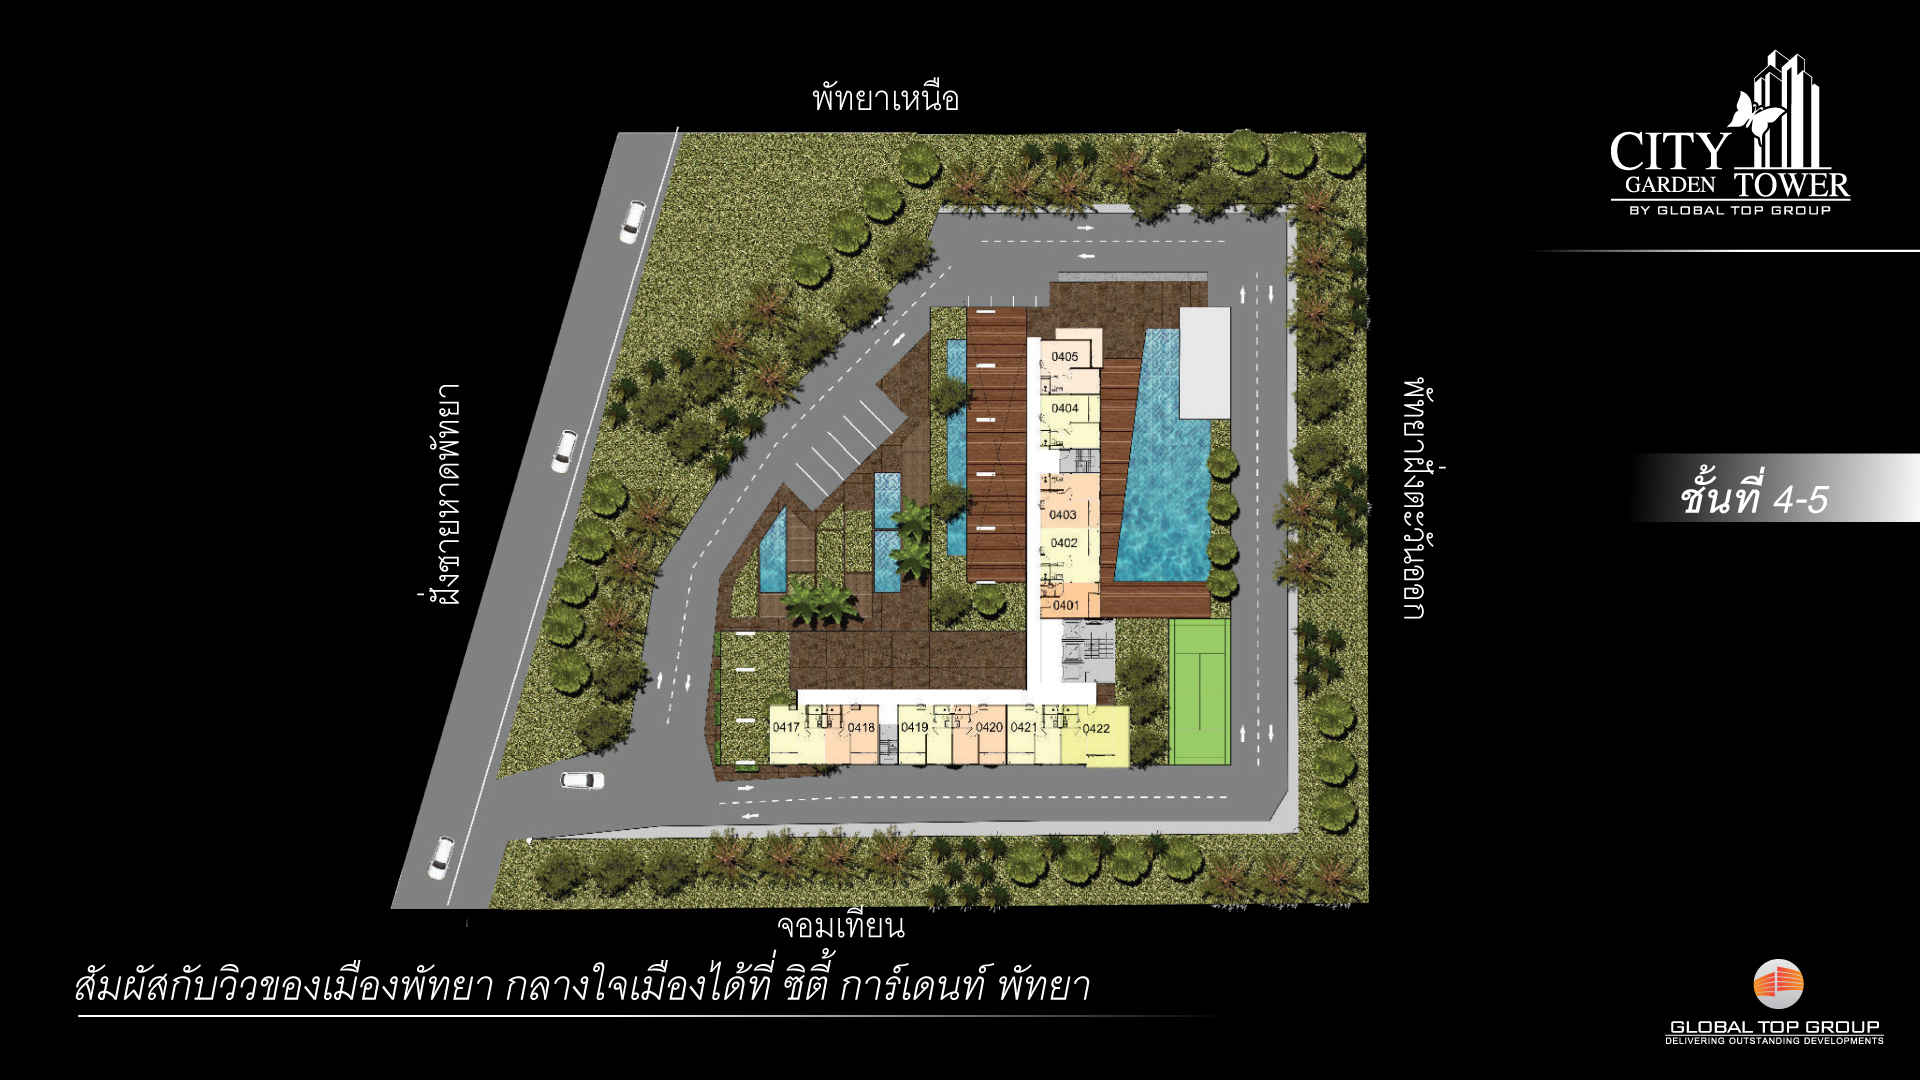 พัทยาเหนือ
CITY
GARDEN TOWER
BY GLOBAL TOP GROUP
ฝั่งชายหาดพัทยา
พัทยาฝั่งตะวันออก
ชั้นที่ 4-5
0405
0404
0403
0402
0401
0417 0418 0419 0420 0421 0422
จอมเทียน
สัมผัสกับวิวของเมืองพัทยา กลางใจเมืองได้ที่ ซิตี้ การ์เดนท์ พัทยา
GLOBAL TOP GROUP
DELIVERING OUTSTANDING DEVELOPMENTS